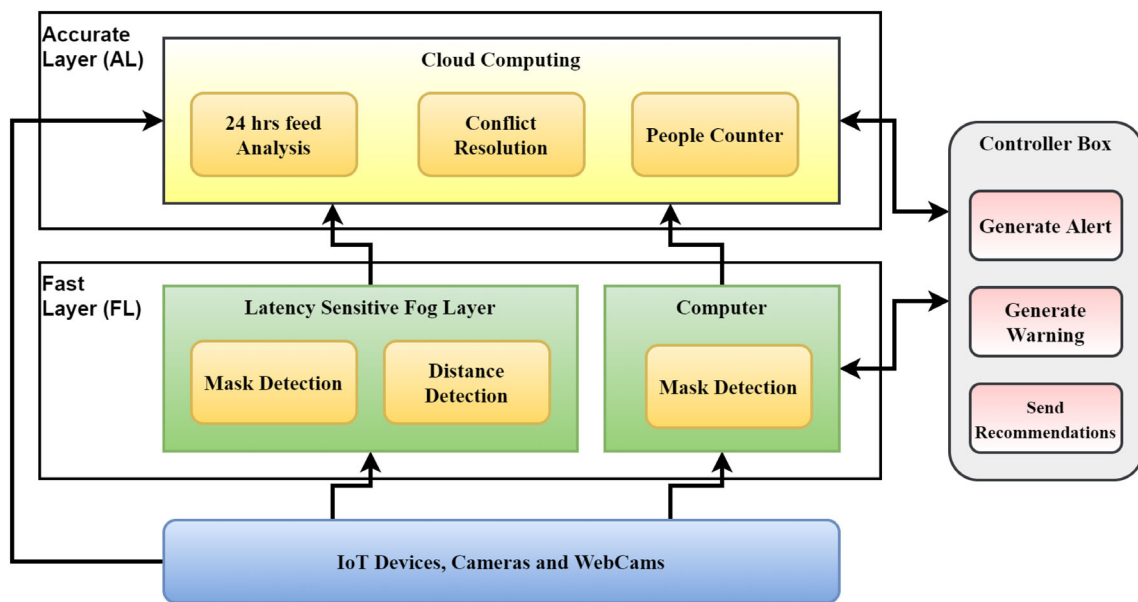 Accurate
Layer (AL)
Cloud Computing
24 hrs feed
Analysis
Conflict
Resolution
People Counter
Controller Box
Generate Alert
Generate
Warning
Send
Recommendations
Fast
Layer (FL)
Latency Sensitive Fog Layer
Mask Detection
Distance
Detection
Computer
Mask Detection
IoT Devices, Cameras and WebCams